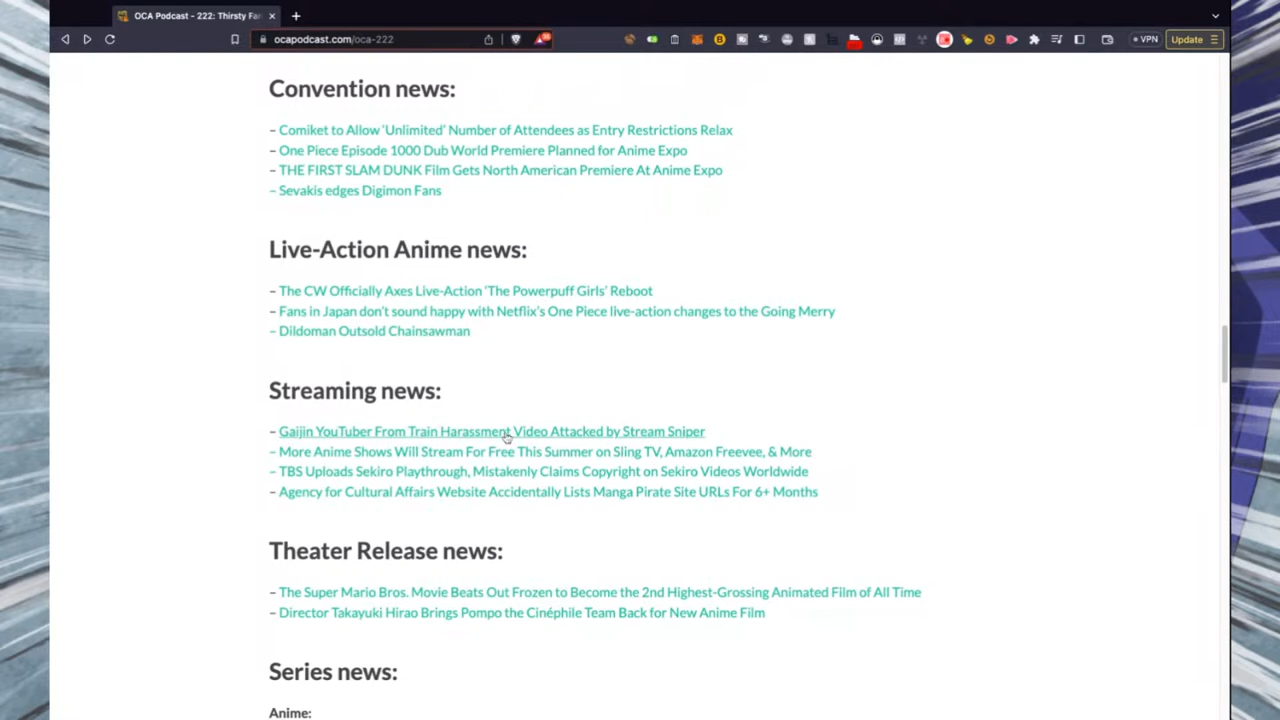 OCA Podcast - 222: Thirsty Fa
ocapodcast.com/oca-222
VPN
Update
Convention news:
– Comiket to Allow ‘Unlimited’ Number of Attendees as Entry Restrictions Relax
– One Piece Episode 1000 Dub World Premiere Planned for Anime Expo
– THE FIRST SLAM DUNK Film Gets North American Premiere At Anime Expo
– Sevakis edges Digimon Fans
Live-Action Anime news:
– The CW Officially Axes Live-Action ‘The Powerpuff Girls’ Reboot
– Fans in Japan don’t sound happy with Netflix’s One Piece live-action changes to the Going Merry
– Dildoman Outsold Chainsawman
Streaming news:
– Gaijin YouTuber From Train Harassment Video Attacked by Stream Sniper
– More Anime Shows Will Stream For Free This Summer on Sling TV, Amazon Freevee, & More
– TBS Uploads Sekiro Playthrough, Mistakenly Claims Copyright on Sekiro Videos Worldwide
– Agency for Cultural Affairs Website Accidentally Lists Manga Pirate Site URLs For 6+ Months
Theater Release news:
– The Super Mario Bros. Movie Beats Out Frozen to Become the 2nd Highest-Grossing Animated Film of All Time
– Director Takayuki Hirao Brings Pompo the Cinéphile Team Back for New Anime Film
Series news:
Anime: